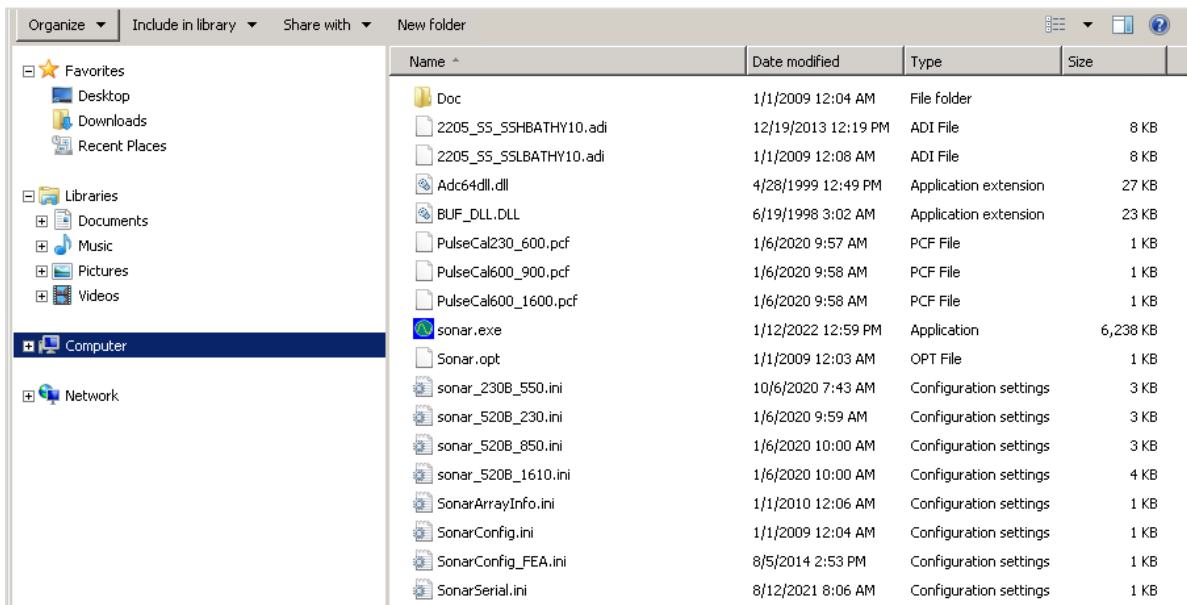 Organize Include in library Share with New folder
Favorites
Desktop
Downloads
Recent Places
Libraries
Documents
Music
Pictures
Videos
Computer
Network
Name Date modified Type Size
Doc 1/1/2009 12:04 AM File folder
2205_SS_SSHBATHY10.adi 12/19/2013 12:19 PM ADI File 8 KB
2205_SS_SSLBATHY10.adi 1/1/2009 12:08 AM ADI File 8 KB
Adc64dll.dll 4/28/1999 12:49 PM Application extension 27 KB
BUF_DLL.DLL 6/19/1998 3:02 AM Application extension 23 KB
PulseCal230_600.pcf 1/6/2020 9:57 AM PCF File 1 KB
PulseCal600_900.pcf 1/6/2020 9:58 AM PCF File 1 KB
PulseCal600_1600.pcf 1/6/2020 9:58 AM PCF File 1 KB
sonar.exe 1/12/2022 12:59 PM Application 6,238 KB
Sonar.opt 1/1/2009 12:03 AM OPT File 1 KB
sonar_230B_550.ini 10/6/2020 7:43 AM Configuration settings 3 KB
sonar_520B_230.ini 1/6/2020 9:59 AM Configuration settings 3 KB
sonar_520B_850.ini 1/6/2020 10:00 AM Configuration settings 3 KB
sonar_520B_1610.ini 1/6/2020 10:00 AM Configuration settings 4 KB
SonarArrayInfo.ini 1/1/2010 12:06 AM Configuration settings 1 KB
SonarConfig.ini 1/1/2009 12:04 AM Configuration settings 1 KB
SonarConfig_FEA.ini 8/5/2014 2:53 PM Configuration settings 1 KB
SonarSerial.ini 8/12/2021 8:06 AM Configuration settings 1 KB